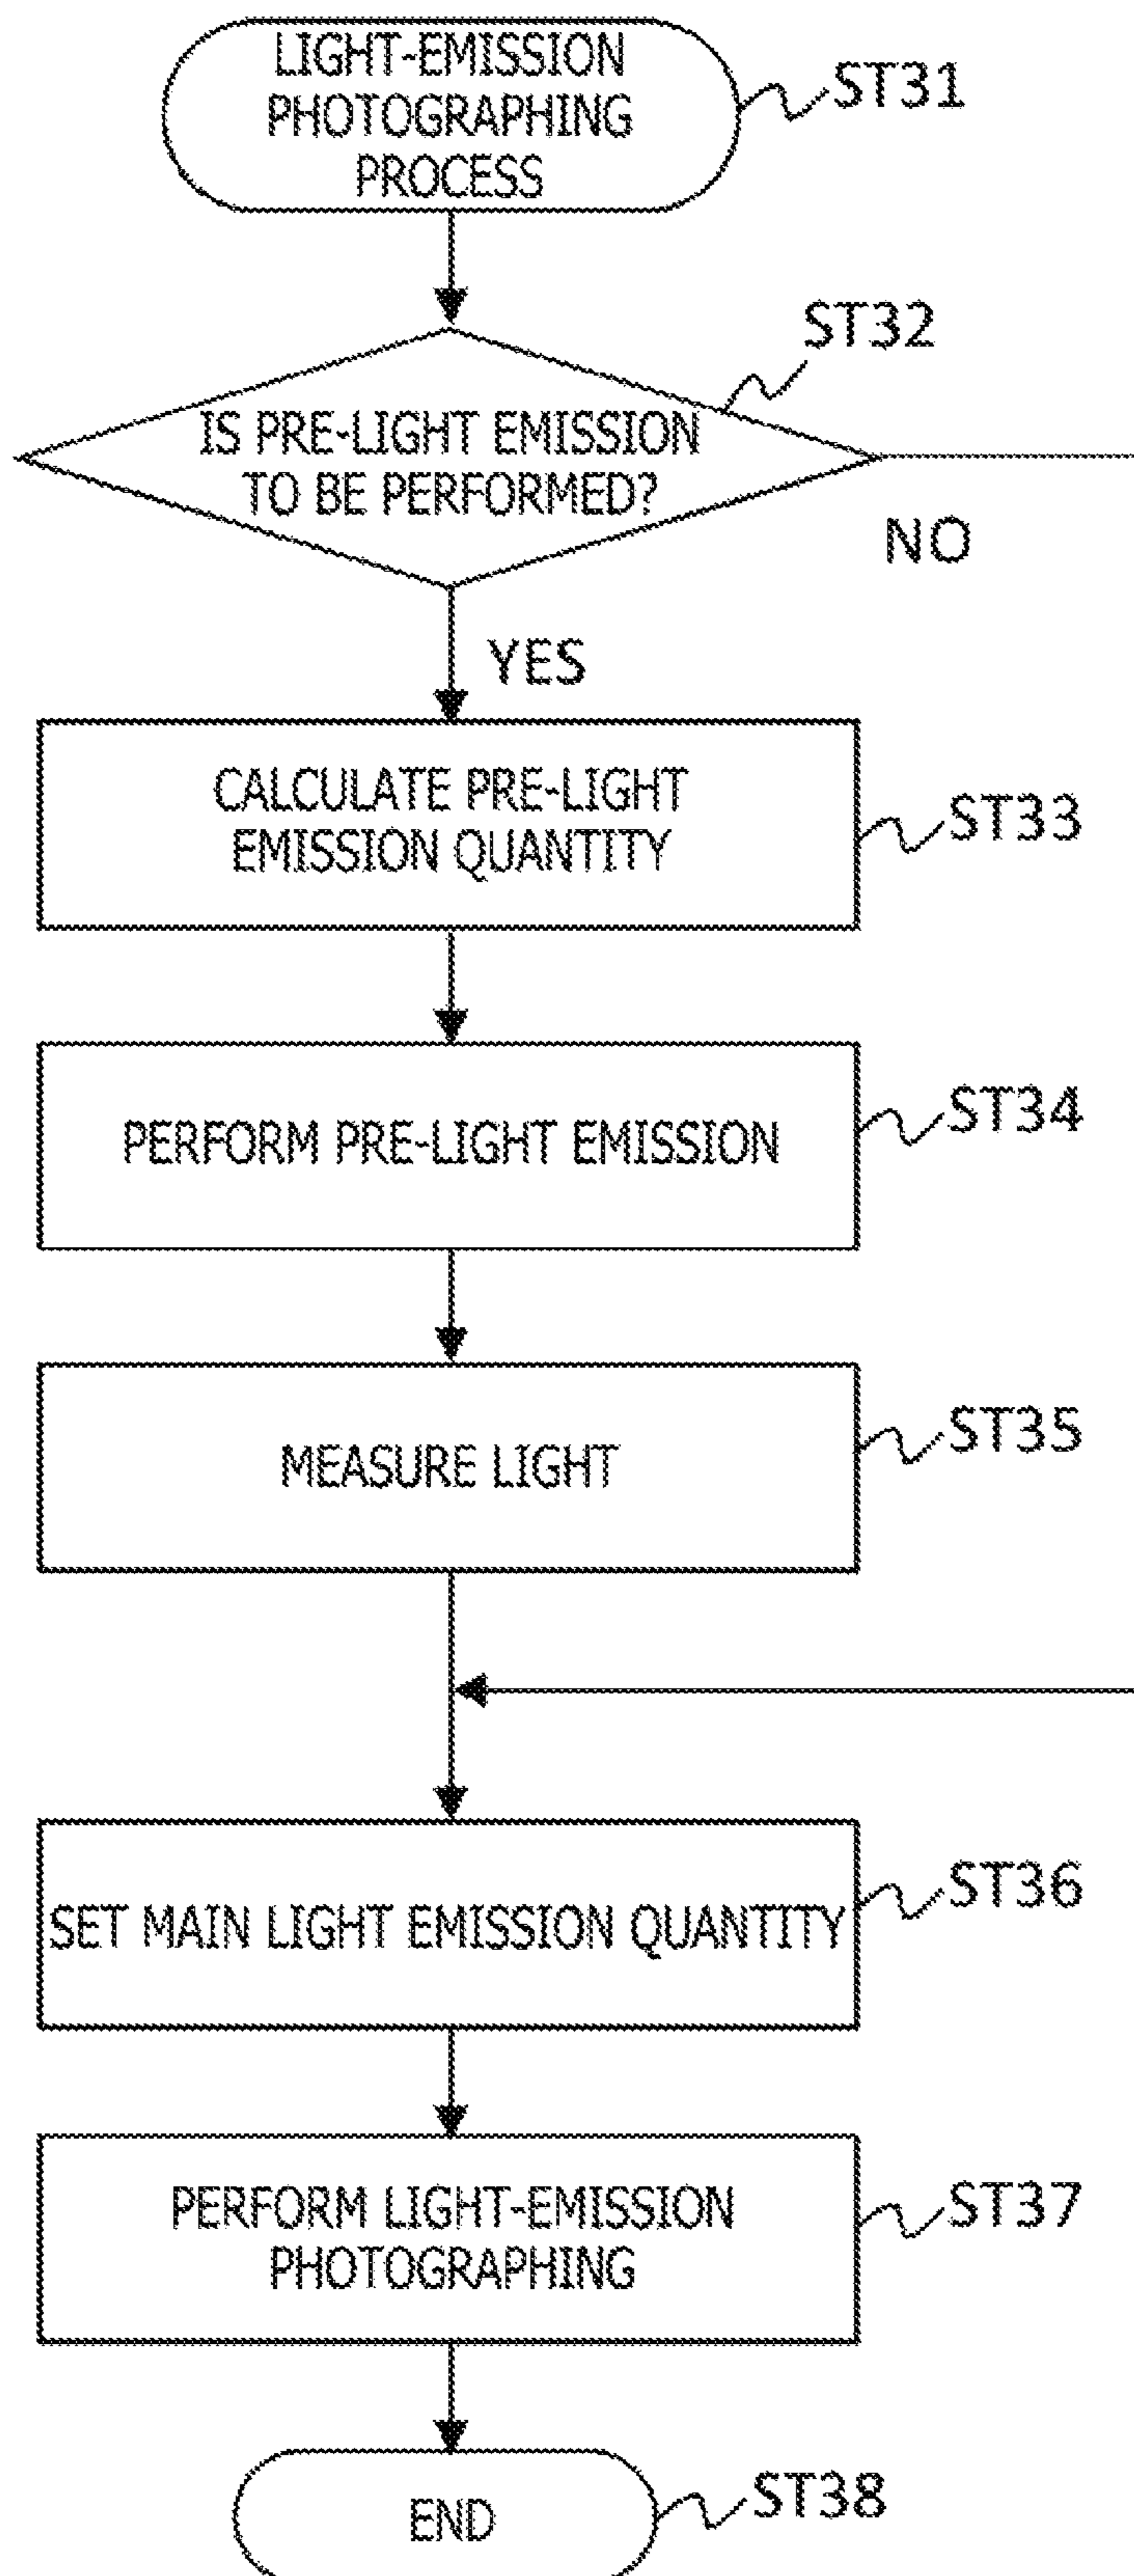 LIGHT-EMISSION
PHOTOGRAPHING
PROCESS
ST31
ST32
IS PRE-LIGHT EMISSION
TO BE PERFORMED?
NO
YES
CALCULATE PRE-LIGHT
EMISSION QUANTITY
ST33
PERFORM PRE-LIGHT EMISSION
ST34
MEASURE LIGHT
ST35
SET MAIN LIGHT EMISSION QUANTITY
ST36
PERFORM LIGHT-EMISSION
PHOTOGRAPHING
ST37
END
ST38